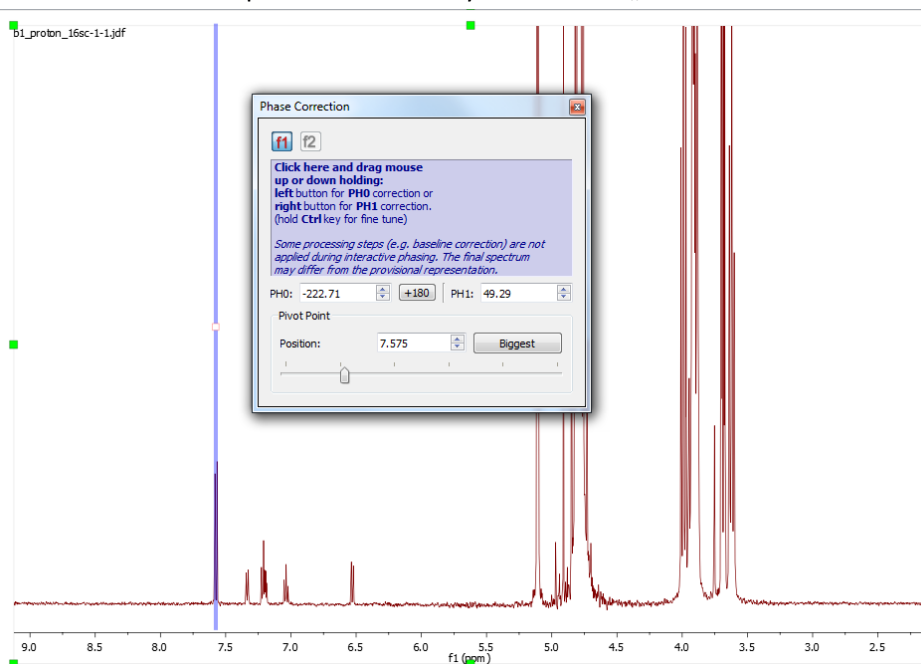 b1_proton_16sc-1-1.jdf
Phase Correction
f1 f2
Click here and drag mouse
up or down holding:
left button for PH0 correction or
right button for PH1 correction.
(hold Ctrl key for fine tune)
Some processing steps (e.g. baseline correction) are not
applied during interactive phasing. The final spectrum
may differ from the provisional representation.
PH0: -222.71 +180 PH1: 49.29
Pivot Point
Position: 7.575 Biggest
9.0 8.5 8.0 7.5 7.0 6.5 6.0 5.5 5.0 4.5 4.0 3.5 3.0 2.5
f1 (ppm)